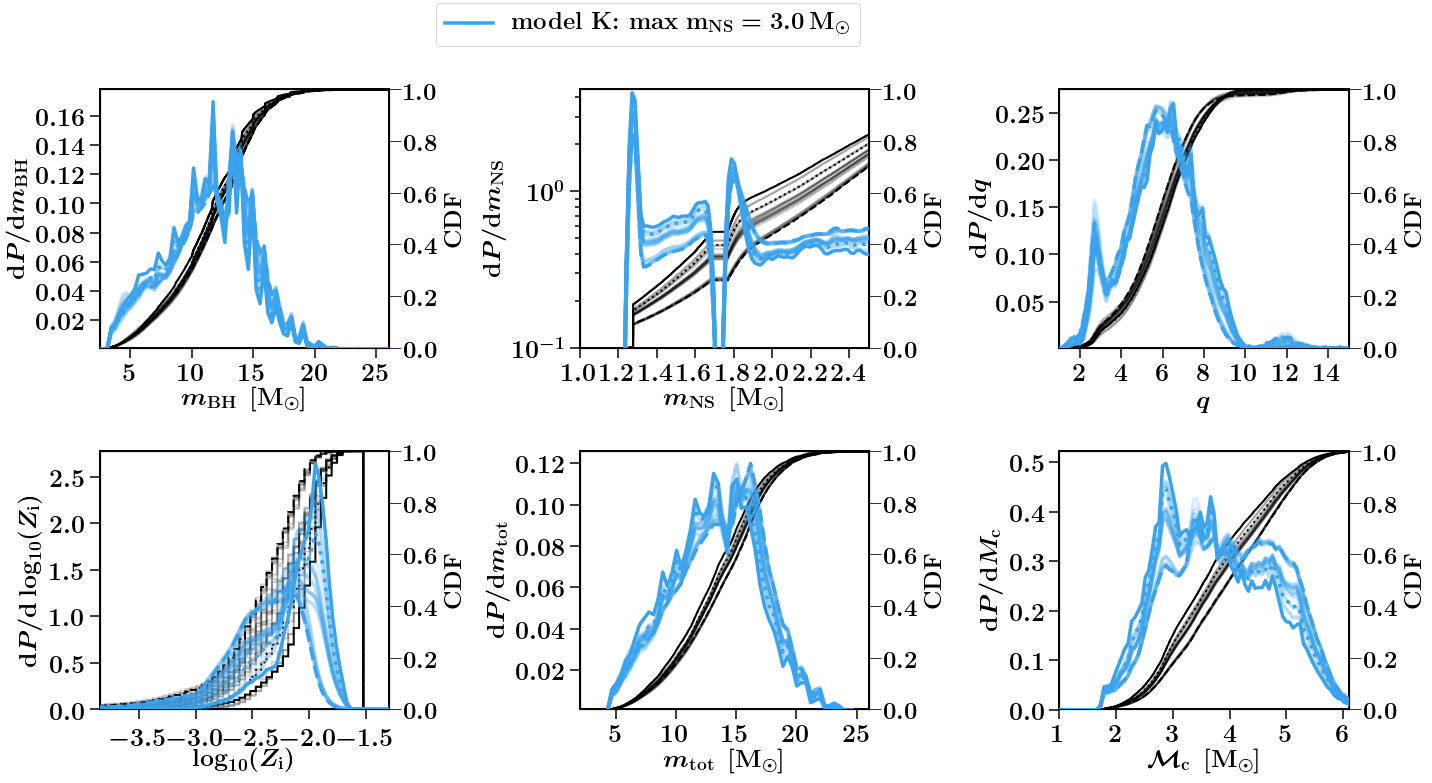 model K: max m_NS = 3.0 M_⊙
dP/dm_BH
0.16
0.14
0.12
0.10
0.08
0.06
0.04
0.02
1.0
0.8
0.6
0.4
0.2
0.0
CDF
5 10 15 20 25
m_BH [M_⊙]
dP/dm_NS
10^0
10^−1
1.0
0.8
0.6
0.4
0.2
0.0
CDF
1.0 1.2 1.4 1.6 1.8 2.0 2.2 2.4
m_NS [M_⊙]
dP/dq
0.25
0.20
0.15
0.10
0.05
1.0
0.8
0.6
0.4
0.2
0.0
CDF
2 4 6 8 10 12 14
q
dP/d log_10(Z_i)
2.5
2.0
1.5
1.0
0.5
0.0
1.0
0.8
0.6
0.4
0.2
0.0
CDF
−3.5 −3.0 −2.5 −2.0 −1.5
log_10(Z_i)
dP/dm_tot
0.12
0.10
0.08
0.06
0.04
0.02
1.0
0.8
0.6
0.4
0.2
0.0
CDF
5 10 15 20 25
m_tot [M_⊙]
dP/dM_c
0.5
0.4
0.3
0.2
0.1
0.0
1.0
0.8
0.6
0.4
0.2
0.0
CDF
1 2 3 4 5 6
ℳ_c [M_⊙]